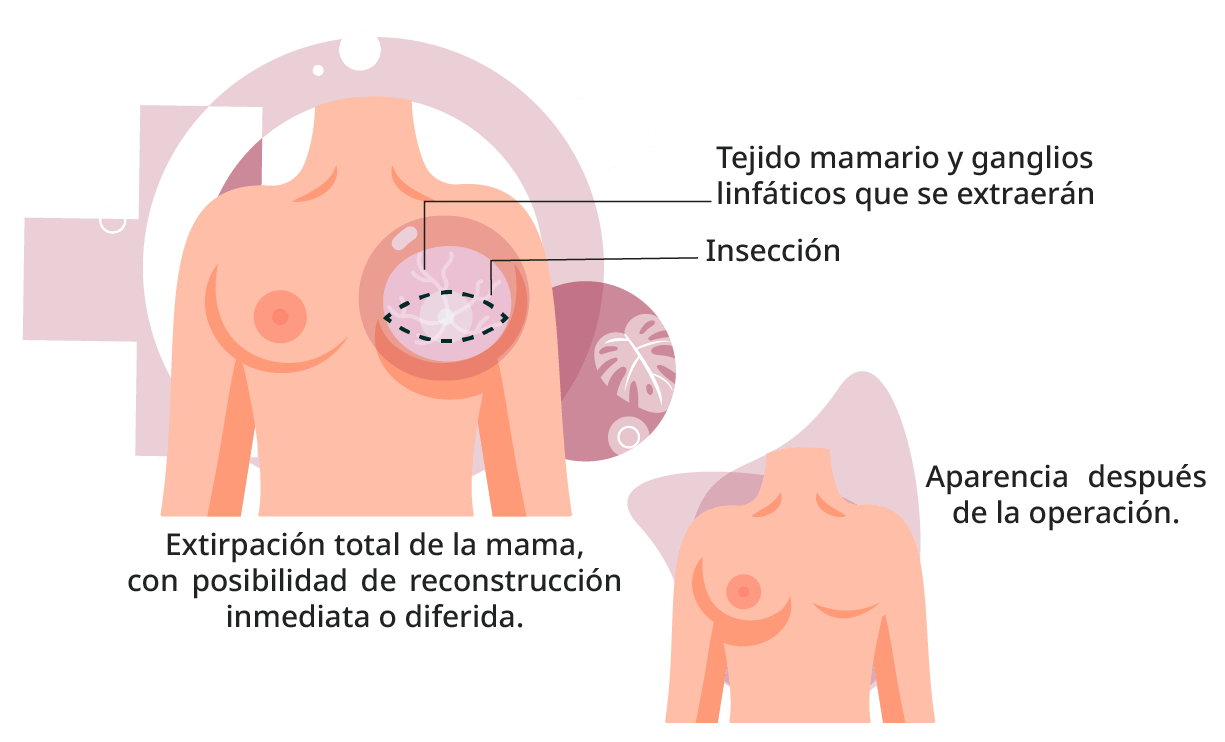 Tejido mamario y ganglios
linfáticos que se extraerán
Insección
Extirpación total de la mama,
con posibilidad de reconstrucción
inmediata o diferida.
Aparencia después
de la operación.